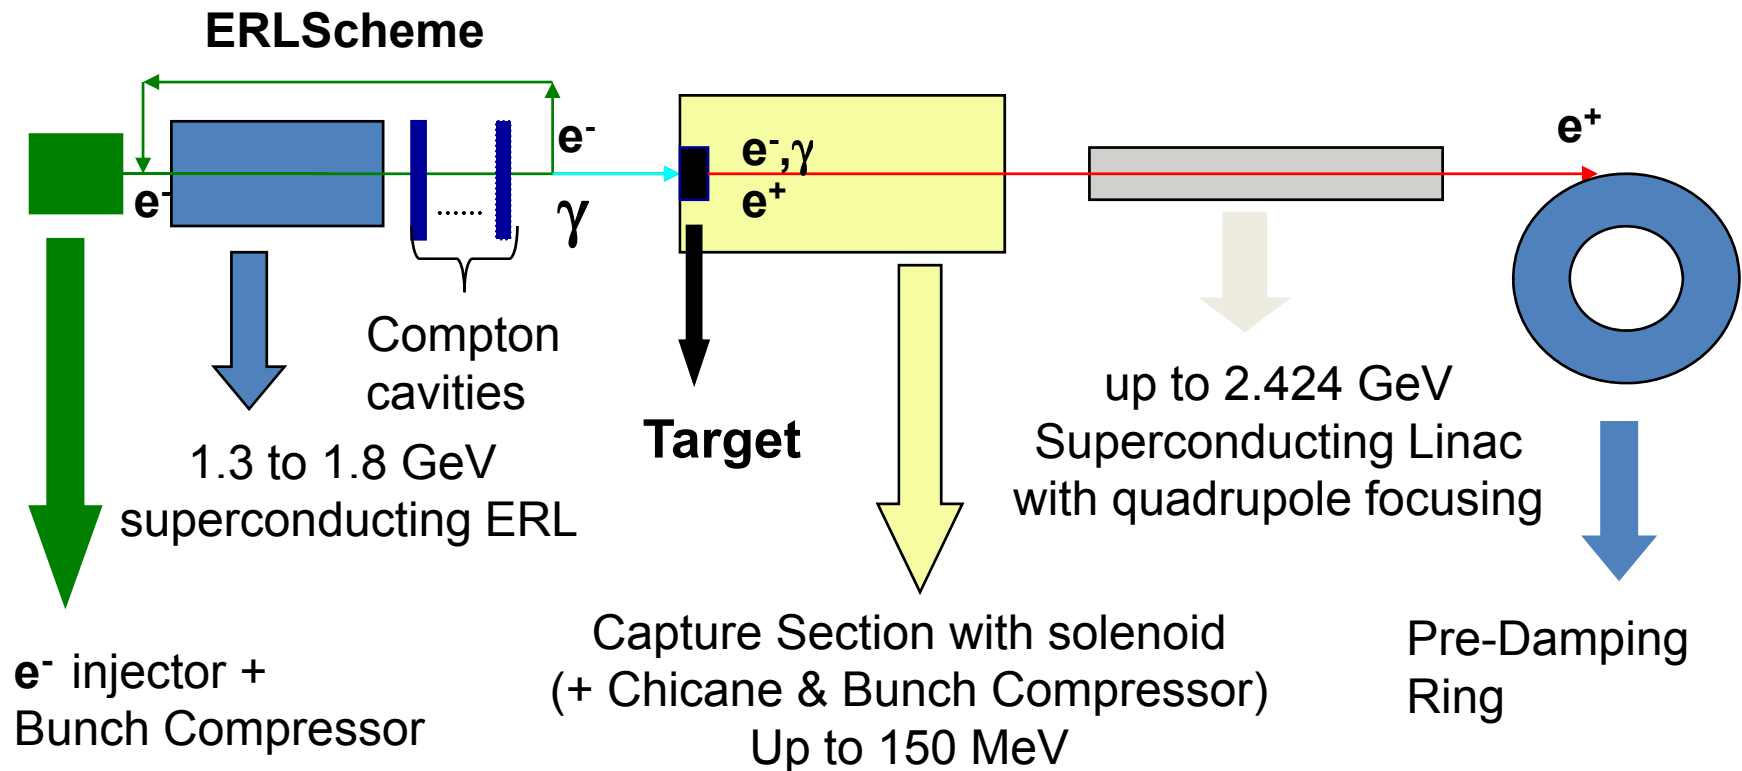 ERLScheme
e⁻
e⁻
γ
......
e⁻,γ
e⁺
e⁺
Compton
cavities
1.3 to 1.8 GeV
superconducting ERL
Target
up to 2.424 GeV
Superconducting Linac
with quadrupole focusing
e⁻ injector +
Bunch Compressor
Capture Section with solenoid
(+ Chicane & Bunch Compressor)
Up to 150 MeV
Pre-Damping
Ring